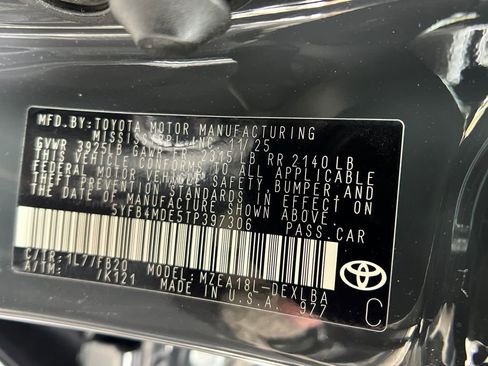 MFD. BY: TOYOTA MOTOR MANUFACTURING
MISSISSIPPI, INC. 11/25
GVWR 3925LB GAWR FR 2315LB RR 2140LB
THIS VEHICLE CONFORMS TO ALL APPLICABLE
FEDERAL MOTOR VEHICLE SAFETY, BUMPER, AND
THEFT PREVENTION STANDARDS IN EFFECT ON
THE DATE OF MANUFACTURE SHOWN ABOVE.
5YFB4MDE5TP397306 PASS.CAR
C/TR: 1L7/FB20 MODEL: MZEA18L-DEXLBA
A/TM: /K121 MADE IN U.S.A. 977
C